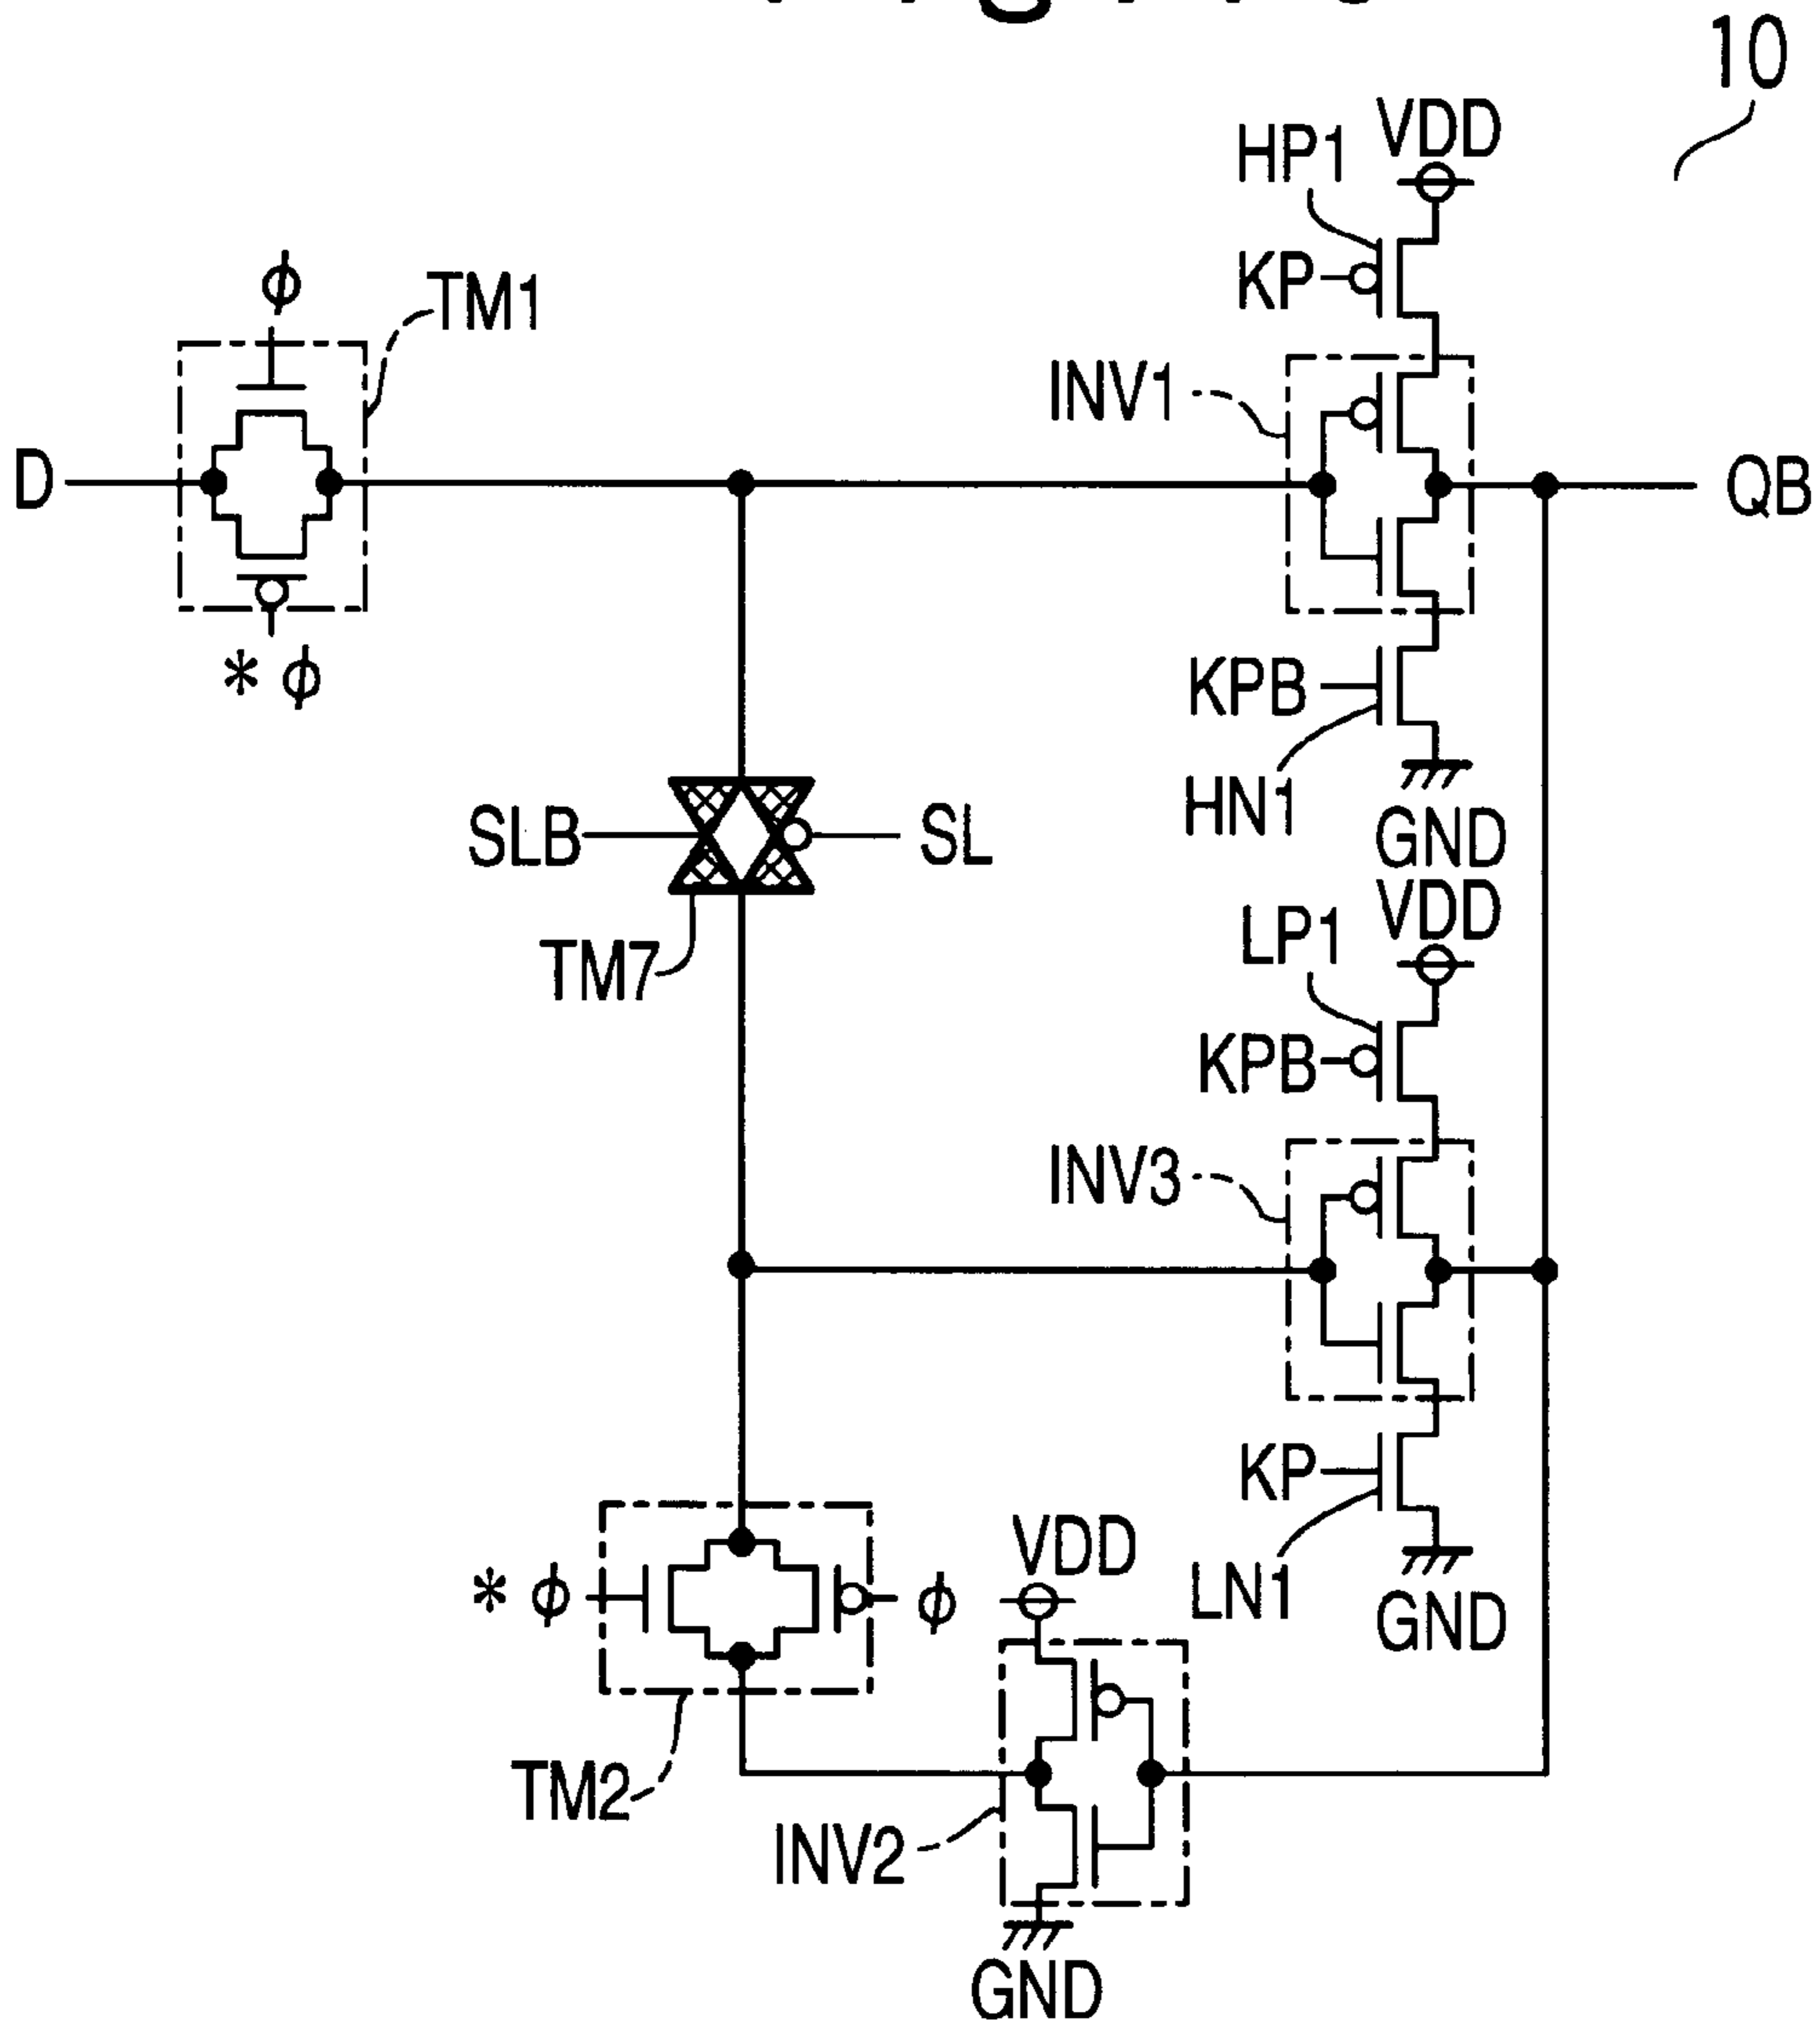 10
VDD
HP1
KP
ϕ
TM1
INV1
D
QB
* ϕ
KPB
HN1
GND
SLB
SL
VDD
LP1
TM7
KPB
INV3
KP
LN1
GND
* ϕ
ϕ
VDD
TM2
INV2
GND